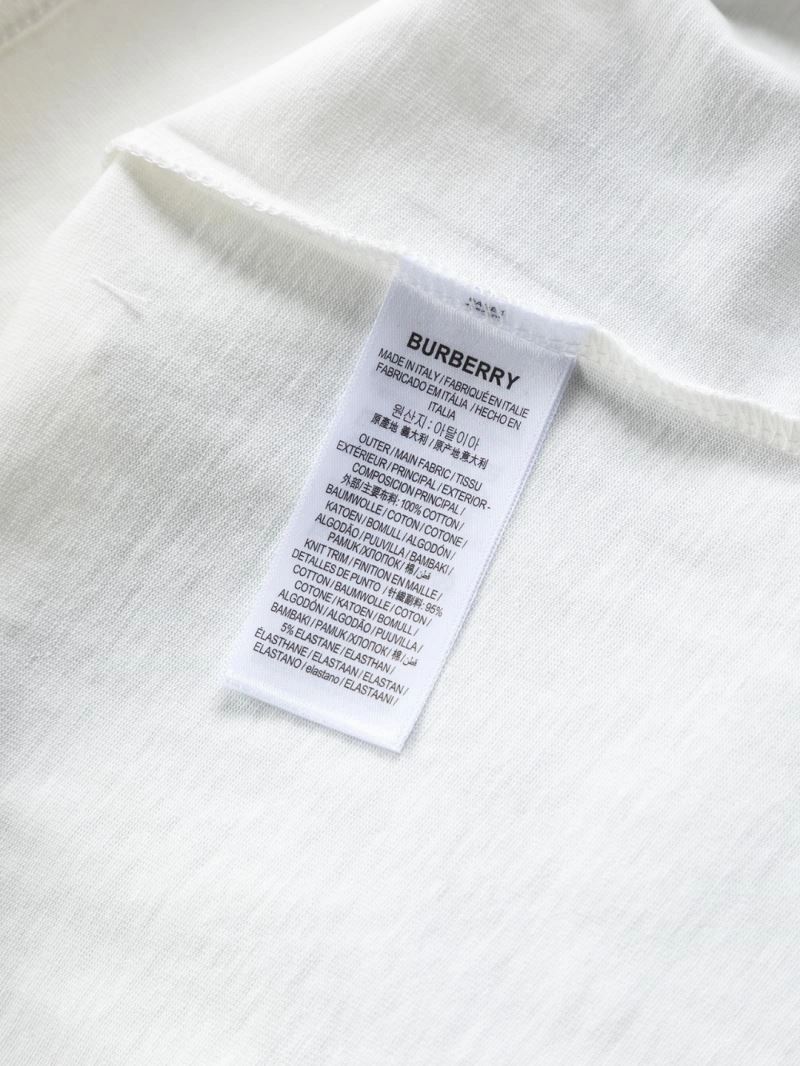 BURBERRY
MADE IN ITALY / FABRIQUÉ EN ITALIE
FABRICADO EM ITÁLIA / HECHO EN
ITALIA
원산지 : 아탈이아
原產地 義大利 / 原产地意大利
OUTER / MAIN FABRIC / TISSU
EXTÉRIEUR / PRINCIPAL / EXTERIOR-
COMPOSICION PRINCIPAL /
外部/主要布料: 100% COTTON /
BAUMWOLLE / COTON / COTONE /
KATOEN / BOMULL / ALGODÓN /
ALGODÃO / PUUVILLA / BAMBAKI /
PAMUK / ХЛОПОК / 棉 / قطن
KNIT TRIM / FINITION EN MAILLE /
DETALLES DE PUNTO / 針織副料: 95%
COTTON / BAUMWOLLE / COTON /
COTONE / KATOEN / BOMULL /
ALGODÓN / ALGODÃO / PUUVILLA /
BAMBAKI / PAMUK / ХЛОПОК / 棉 / قطن
5% ELASTANE / ELASTHAN /
ÉLASTHANE / ELASTAAN / ELASTAN /
ELASTANO / elastano / ELASTAANI /